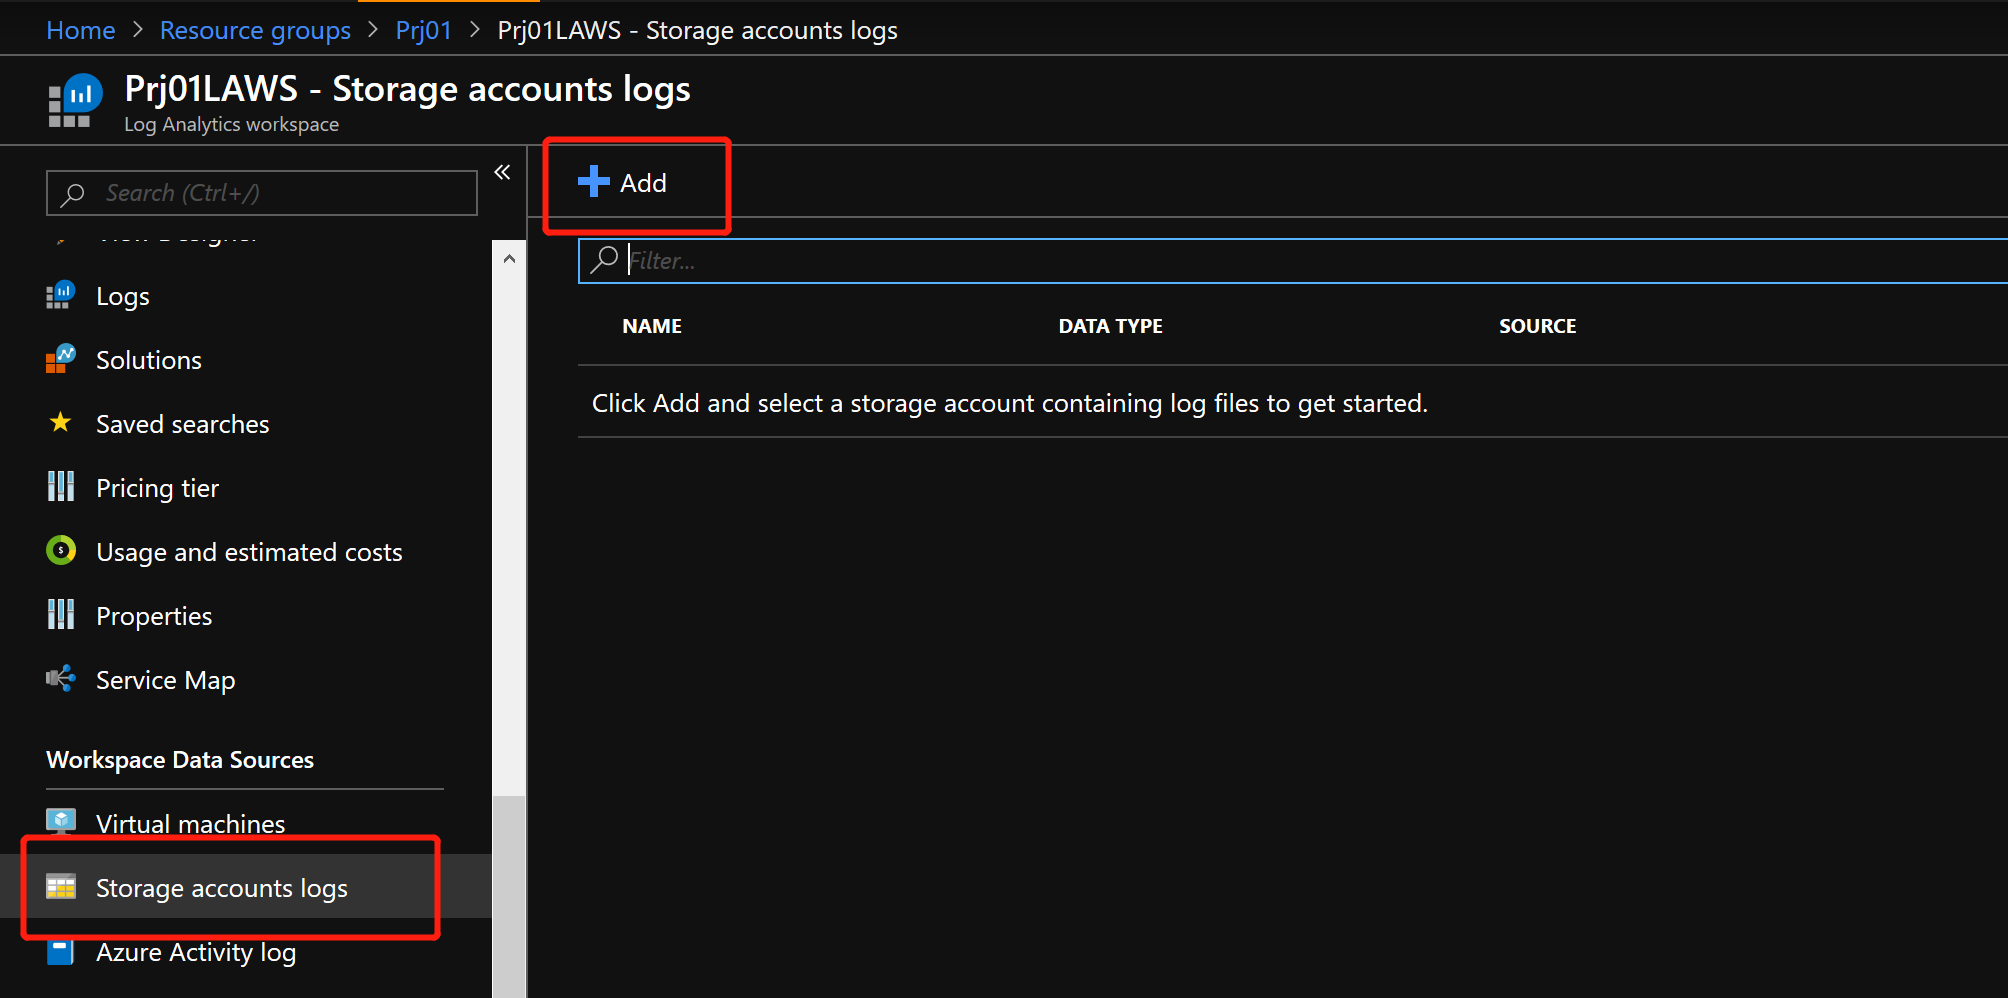 Home > Resource groups > Prj01 > Prj01LAWS - Storage accounts logs
Prj01LAWS - Storage accounts logs
Log Analytics workspace
Search (Ctrl+/)
Logs
Solutions
Saved searches
Pricing tier
Usage and estimated costs
Properties
Service Map
Workspace Data Sources
Virtual machines
Storage accounts logs
Azure Activity log
Add
Filter...
NAME DATA TYPE SOURCE
Click Add and select a storage account containing log files to get started.